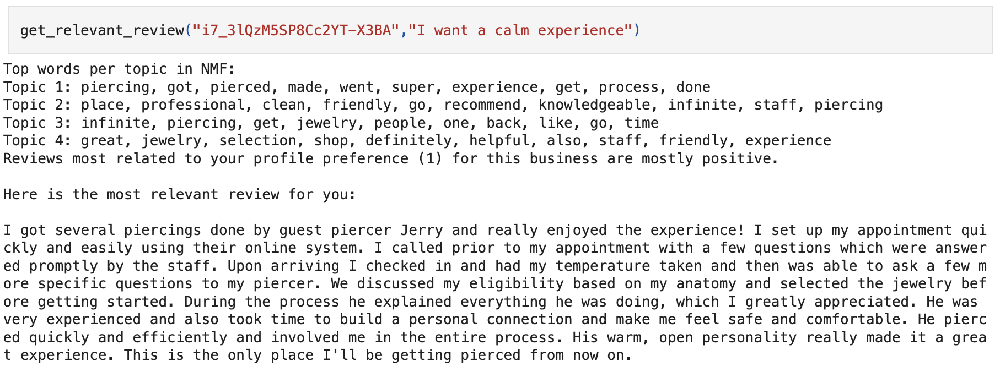 get_relevant_review("i7_3lQzM5SP8Cc2YT-X3BA","I want a calm experience")
Top words per topic in NMF:
Topic 1: piercing, got, pierced, made, went, super, experience, get, process, done
Topic 2: place, professional, clean, friendly, go, recommend, knowledgeable, infinite, staff, piercing
Topic 3: infinite, piercing, get, jewelry, people, one, back, like, go, time
Topic 4: great, jewelry, selection, shop, definitely, helpful, also, staff, friendly, experience
Reviews most related to your profile preference (1) for this business are mostly positive.
Here is the most relevant review for you:
I got several piercings done by guest piercer Jerry and really enjoyed the experience! I set up my appointment qui
ckly and easily using their online system. I called prior to my appointment with a few questions which were answer
ed promptly by the staff. Upon arriving I checked in and had my temperature taken and then was able to ask a few m
ore specific questions to my piercer. We discussed my eligibility based on my anatomy and selected the jewelry bef
ore getting started. During the process he explained everything he was doing, which I greatly appreciated. He was
very experienced and also took time to build a personal connection and make me feel safe and comfortable. He pierc
ed quickly and efficiently and involved me in the entire process. His warm, open personality really made it a grea
t experience. This is the only place I'll be getting pierced from now on.